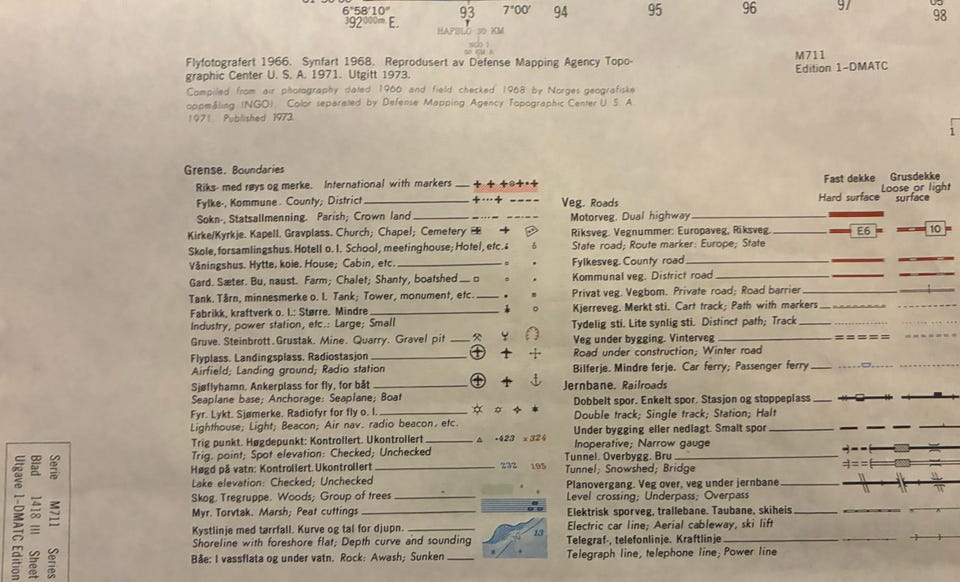 6°58'10"
392000m E.
93
7°00'
94
95
96
97
98
HAFSLO 30 KM
Flyfotografert 1966. Synfart 1968. Reprodusert av Defense Mapping Agency Topo-
graphic Center U. S. A. 1971. Utgitt 1973.
Compiled from air photography dated 1966 and field checked 1968 by Norges geografiske
oppmåling (NGO). Color separated by Defense Mapping Agency Topographic Center U. S. A
1971. Published 1973.
M711
Edition 1-DMATC
1
Grense. Boundaries
Riks- med røys og merke. International with markers
Fylke-, Kommune. County; District
Sokn-, Statsallmenning. Parish; Crown land
Kirke/Kyrkje. Kapell. Gravplass. Church; Chapel; Cemetery
Skole, forsamlingshus. Hotell o. l. School, meetinghouse; Hotel, etc.
Våningshus. Hytte, koie. House; Cabin, etc.
Gard. Sæter. Bu, naust. Farm; Chalet; Shanty, boatshed
Tank. Tårn, minnesmerke o. l. Tank; Tower, monument, etc.
Fabrikk, kraftverk o. l.: Større. Mindre
Industry, power station, etc.: Large; Small
Gruve. Steinbrott. Grustak. Mine. Quarry. Gravel pit
Flyplass. Landingsplass. Radiostasjon
Airfield; Landing ground; Radio station
Sjøflyhamn. Ankerplass for fly, for båt
Seaplane base; Anchorage: Seaplane; Boat
Fyr. Lykt. Sjømerke. Radiofyr for fly o. l.
Lighthouse; Light; Beacon; Air nav. radio beacon, etc.
Trig punkt. Høgdepunkt: Kontrollert. Ukontrollert
423
x324
Trig. point; Spot elevation: Checked; Unchecked
Høgd på vatn: Kontrollert. Ukontrollert
232
195
Lake elevation: Checked; Unchecked
Skog. Tregruppe. Woods; Group of trees
Myr. Torvtak. Marsh; Peat cuttings
Kystlinje med tørrfall. Kurve og tal for djupn.
13
Shoreline with foreshore flat; Depth curve and sounding
Båe: I vassflata og under vatn. Rock: Awash; Sunken
Fast dekke
Hard surface
Grusdekke
Loose or light
surface
Veg. Roads
Motorveg. Dual highway
Riksveg. Vegnummer: Europaveg, Riksveg.
E6
10
State road; Route marker: Europe; State
Fylkesveg. County road
Kommunal veg. District road
Privat veg. Vegbom. Private road; Road barrier
Kjerreveg. Merkt sti. Cart track; Path with markers
Tydelig sti. Lite synlig sti. Distinct path; Track
Veg under bygging. Vinterveg
Road under construction; Winter road
Bilferje. Mindre ferje. Car ferry; Passenger ferry
Jernbane. Railroads
Dobbelt spor. Enkelt spor. Stasjon og stoppeplass
Double track; Single track; Station; Halt
Under bygging eller nedlagt. Smalt spor
Inoperative; Narrow gauge
Tunnel. Overbygg. Bru
Tunnel; Snowshed; Bridge
Planovergang. Veg over, veg under jernbane
Level crossing; Underpass; Overpass
Elektrisk sporveg, trallebane. Taubane, skiheis
Electric car line; Aerial cableway, ski lift
Telegraf-, telefonlinje. Kraftlinje
Telegraph line, telephone line; Power line
Serie M711 Series
Blad 1418 III Sheet
Utgave 1-DMATC Edition